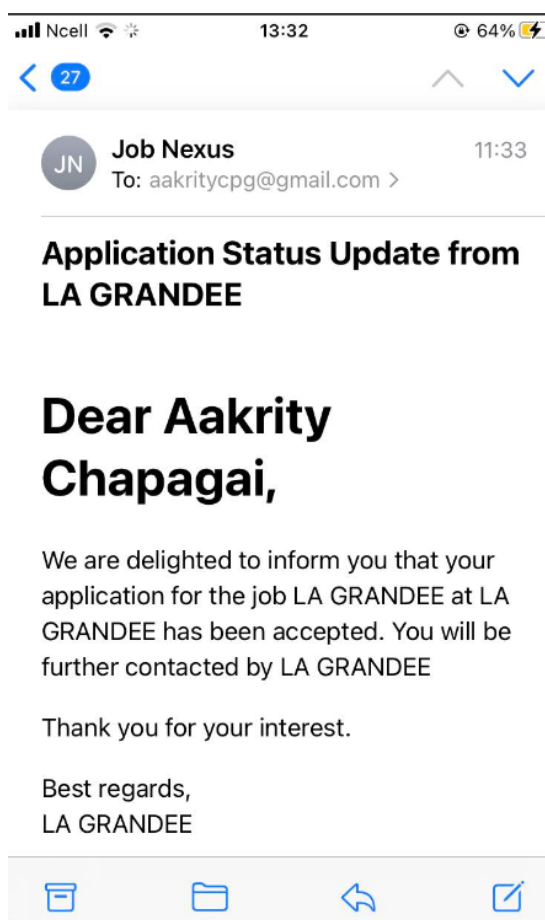 Ncell 13:32 64%
27
JN Job Nexus 11:33
To: aakritycpg@gmail.com >
Application Status Update from
LA GRANDEE
Dear Aakrity
Chapagai,
We are delighted to inform you that your
application for the job LA GRANDEE at LA
GRANDEE has been accepted. You will be
further contacted by LA GRANDEE
Thank you for your interest.
Best regards,
LA GRANDEE